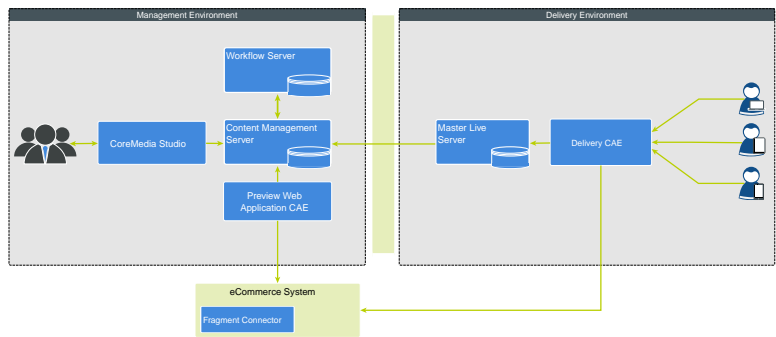 Management Environment
Delivery Environment
Workflow Server
CoreMedia Studio
Content Management
Server
Master Live
Server
Delivery CAE
Preview Web
Application CAE
eCommerce System
Fragment Connector